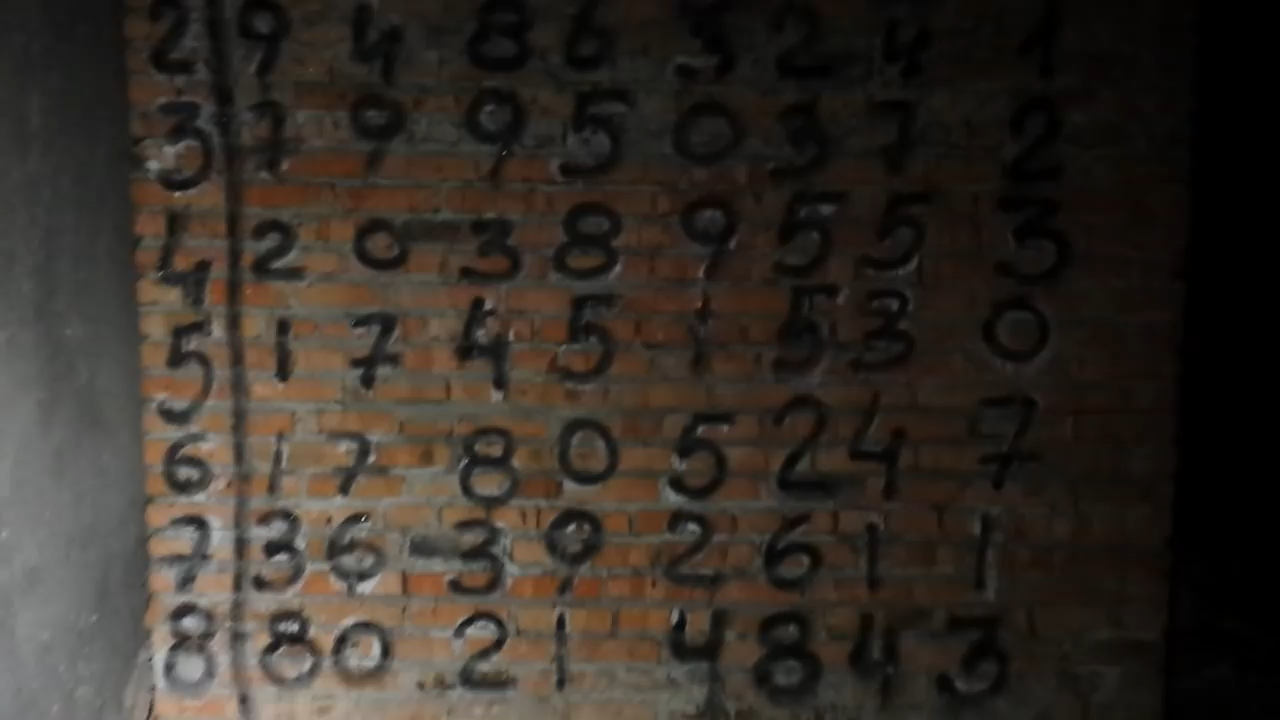 2 | 9 4 8 6 3 2 4 1
3 | 7 9 9 5 0 3 7 2
4 | 2 0 3 8 9 5 5 3
5 | 1 7 4 5 1 5 3 0
6 | 1 7 8 0 5 2 4 7
7 | 3 6 3 9 2 6 1 1
8 | 8 0 2 1 4 8 4 3